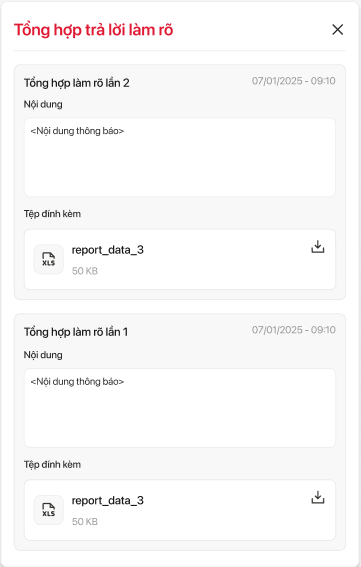 Tổng hợp trả lời làm rõ
Tổng hợp làm rõ lần 2
07/01/2025 - 09:10
Nội dung
<Nội dung thông báo>
Tệp đính kèm
XLS
report_data_3
50 KB
Tổng hợp làm rõ lần 1
07/01/2025 - 09:10
Nội dung
<Nội dung thông báo>
Tệp đính kèm
XLS
report_data_3
50 KB